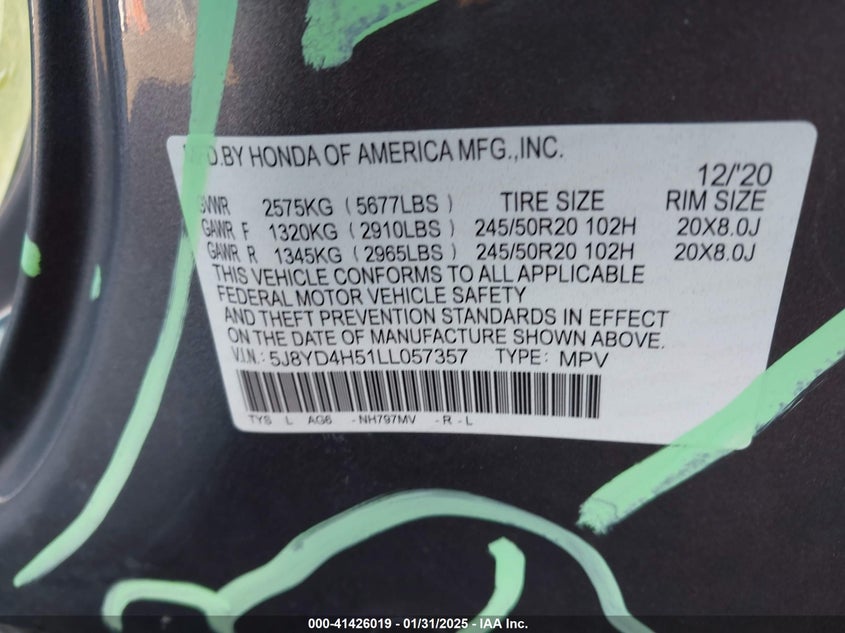 MFD.BY HONDA OF AMERICA MFG.,INC.
12/'20
GVWR 2575KG (5677LBS) TIRE SIZE RIM SIZE
GAWR F 1320KG (2910LBS) 245/50R20 102H 20X8.0J
GAWR R 1345KG (2965LBS) 245/50R20 102H 20X8.0J
THIS VEHICLE CONFORMS TO ALL APPLICABLE
FEDERAL MOTOR VEHICLE SAFETY
AND THEFT PREVENTION STANDARDS IN EFFECT
ON THE DATE OF MANUFACTURE SHOWN ABOVE.
V.I.N.: 5J8YD4H51LL057357 TYPE: MPV
TYS L AG6 -NH797MV -R-L
000-41426019 - 01/31/2025 - IAA Inc.